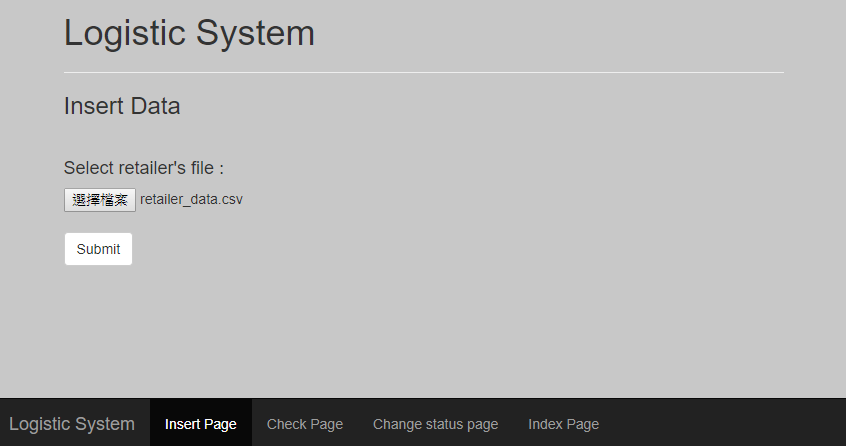 Logistic System
Insert Data
Select retailer's file :
選擇檔案 retailer_data.csv
Submit
Logistic System Insert Page Check Page Change status page Index Page